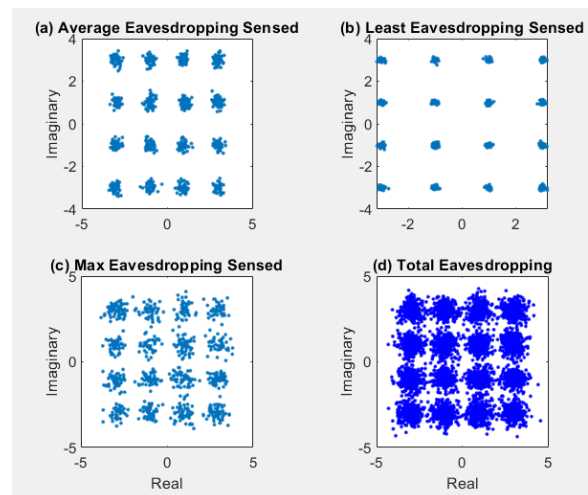 (a) Average Eavesdropping Sensed
4
2
0
-2
-4
Imaginary
-5
0
5
(b) Least Eavesdropping Sensed
4
2
0
-2
-4
Imaginary
-2
0
2
(c) Max Eavesdropping Sensed
5
0
-5
Imaginary
-5
0
5
Real
(d) Total Eavesdropping
5
0
-5
Imaginary
-5
0
5
Real